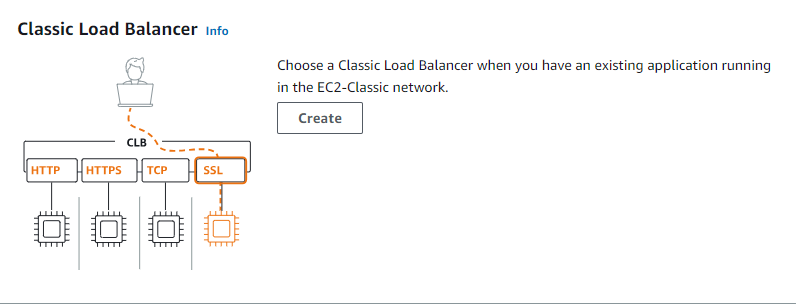 Classic Load Balancer Info
Choose a Classic Load Balancer when you have an existing application running
in the EC2-Classic network.
Create
CLB
HTTP HTTPS TCP SSL